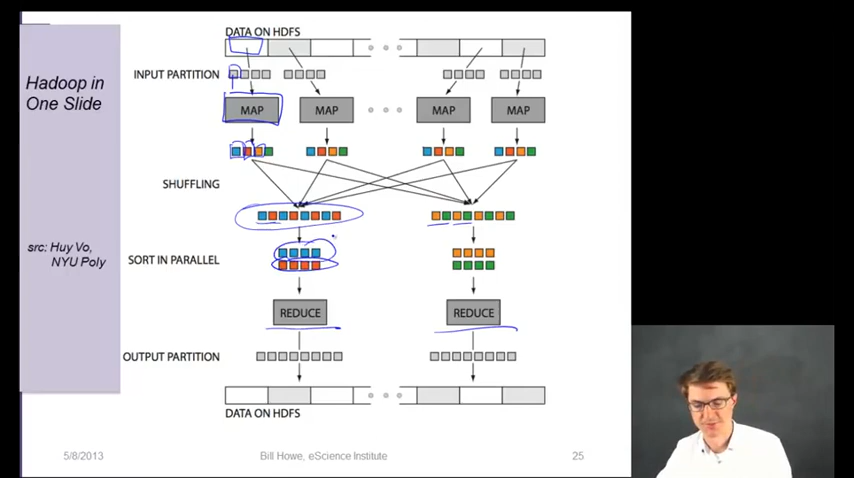 DATA ON HDFS
INPUT PARTITION
Hadoop in
One Slide
MAP
MAP
MAP
MAP
SHUFFLING
src: Huy Vo,
NYU Poly
SORT IN PARALLEL
REDUCE
REDUCE
OUTPUT PARTITION
DATA ON HDFS
5/8/2013
Bill Howe, eScience Institute
25